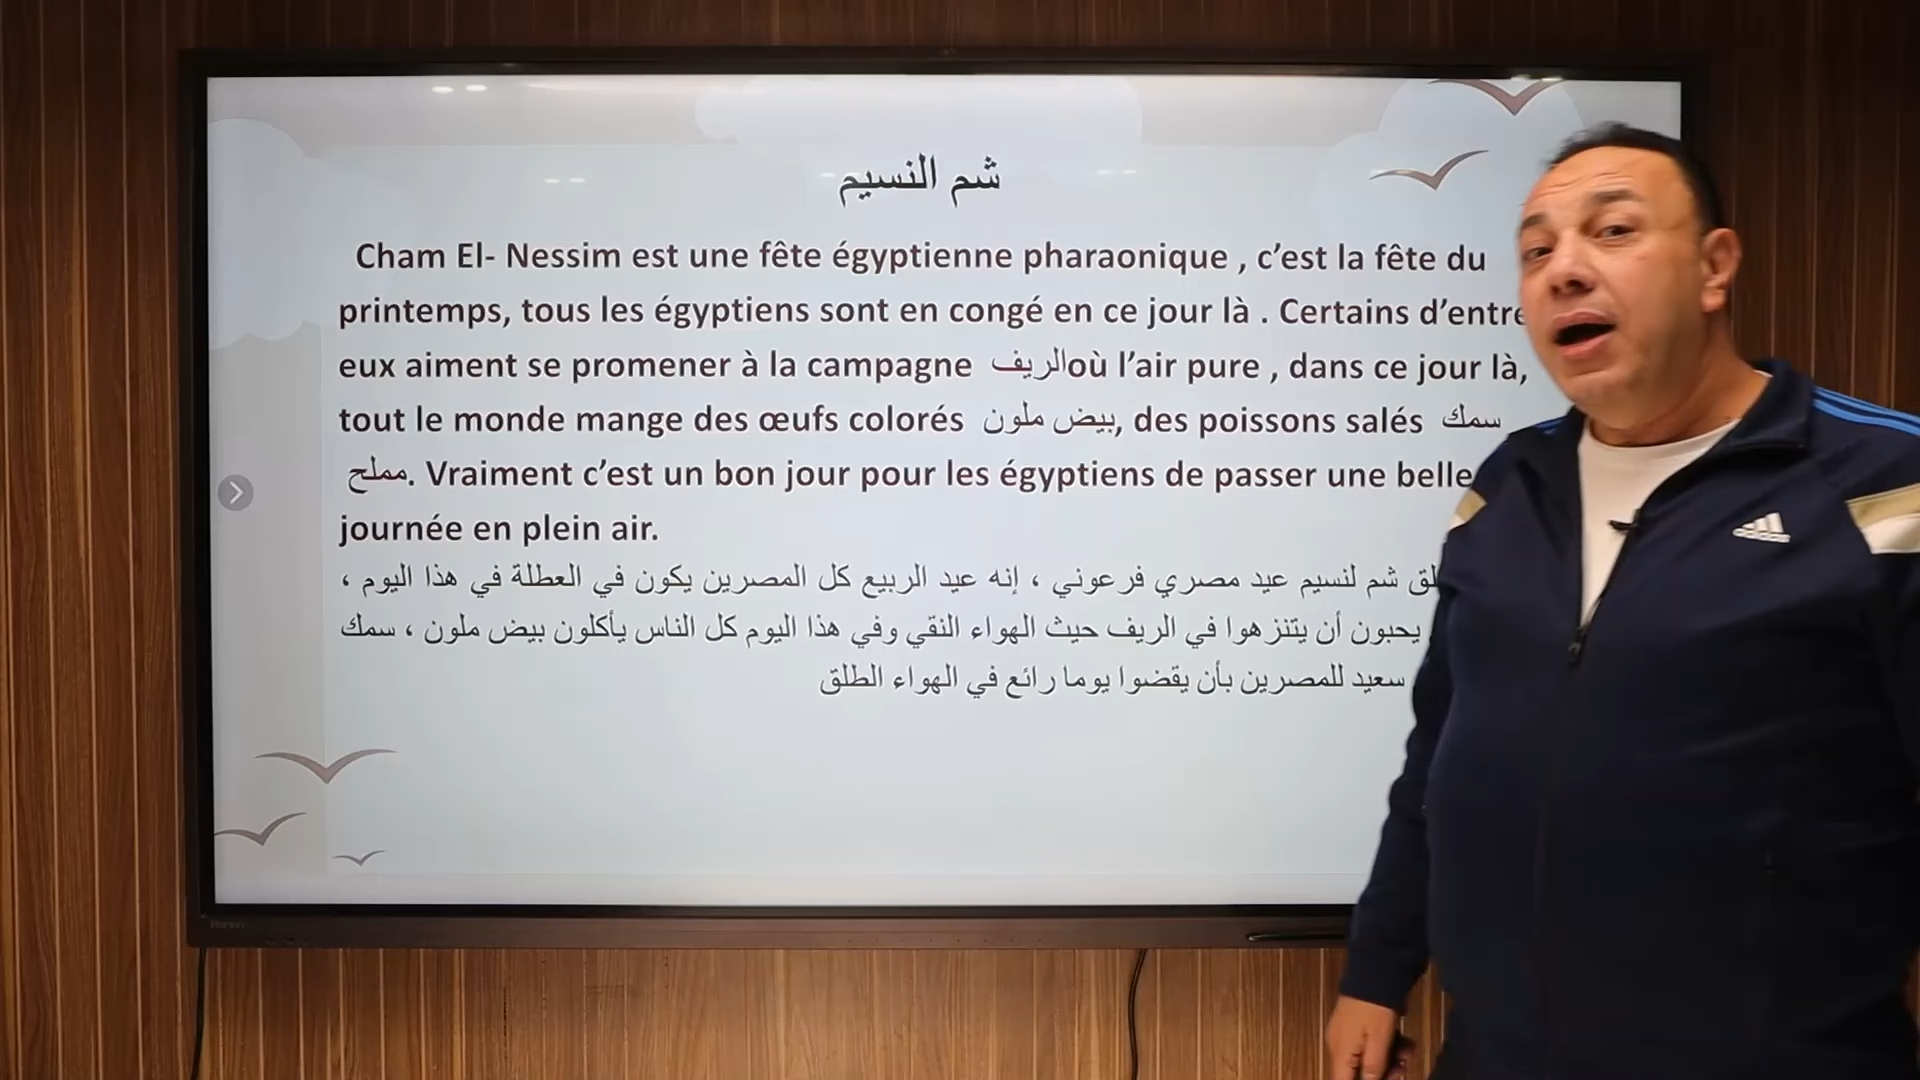 شم النسيم
Cham El- Nessim est une fête égyptienne pharaonique , c’est la fête du
printemps, tous les égyptiens sont en congé en ce jour là . Certains d’entre
eux aiment se promener à la campagne الريف où l’air pure , dans ce jour là,
tout le monde mange des œufs colorés بيض ملون, des poissons salés سمك
مملح. Vraiment c’est un bon jour pour les égyptiens de passer une belle
journée en plein air.
شم لنسيم عيد مصري فرعوني ، إنه عيد الربيع كل المصرين يكون في العطلة في هذا اليوم ،
يحبون أن يتنزهوا في الريف حيث الهواء النقي وفي هذا اليوم كل الناس يأكلون بيض ملون ، سمك
سعيد للمصرين بأن يقضوا يوما رائع في الهواء الطلق
adidas